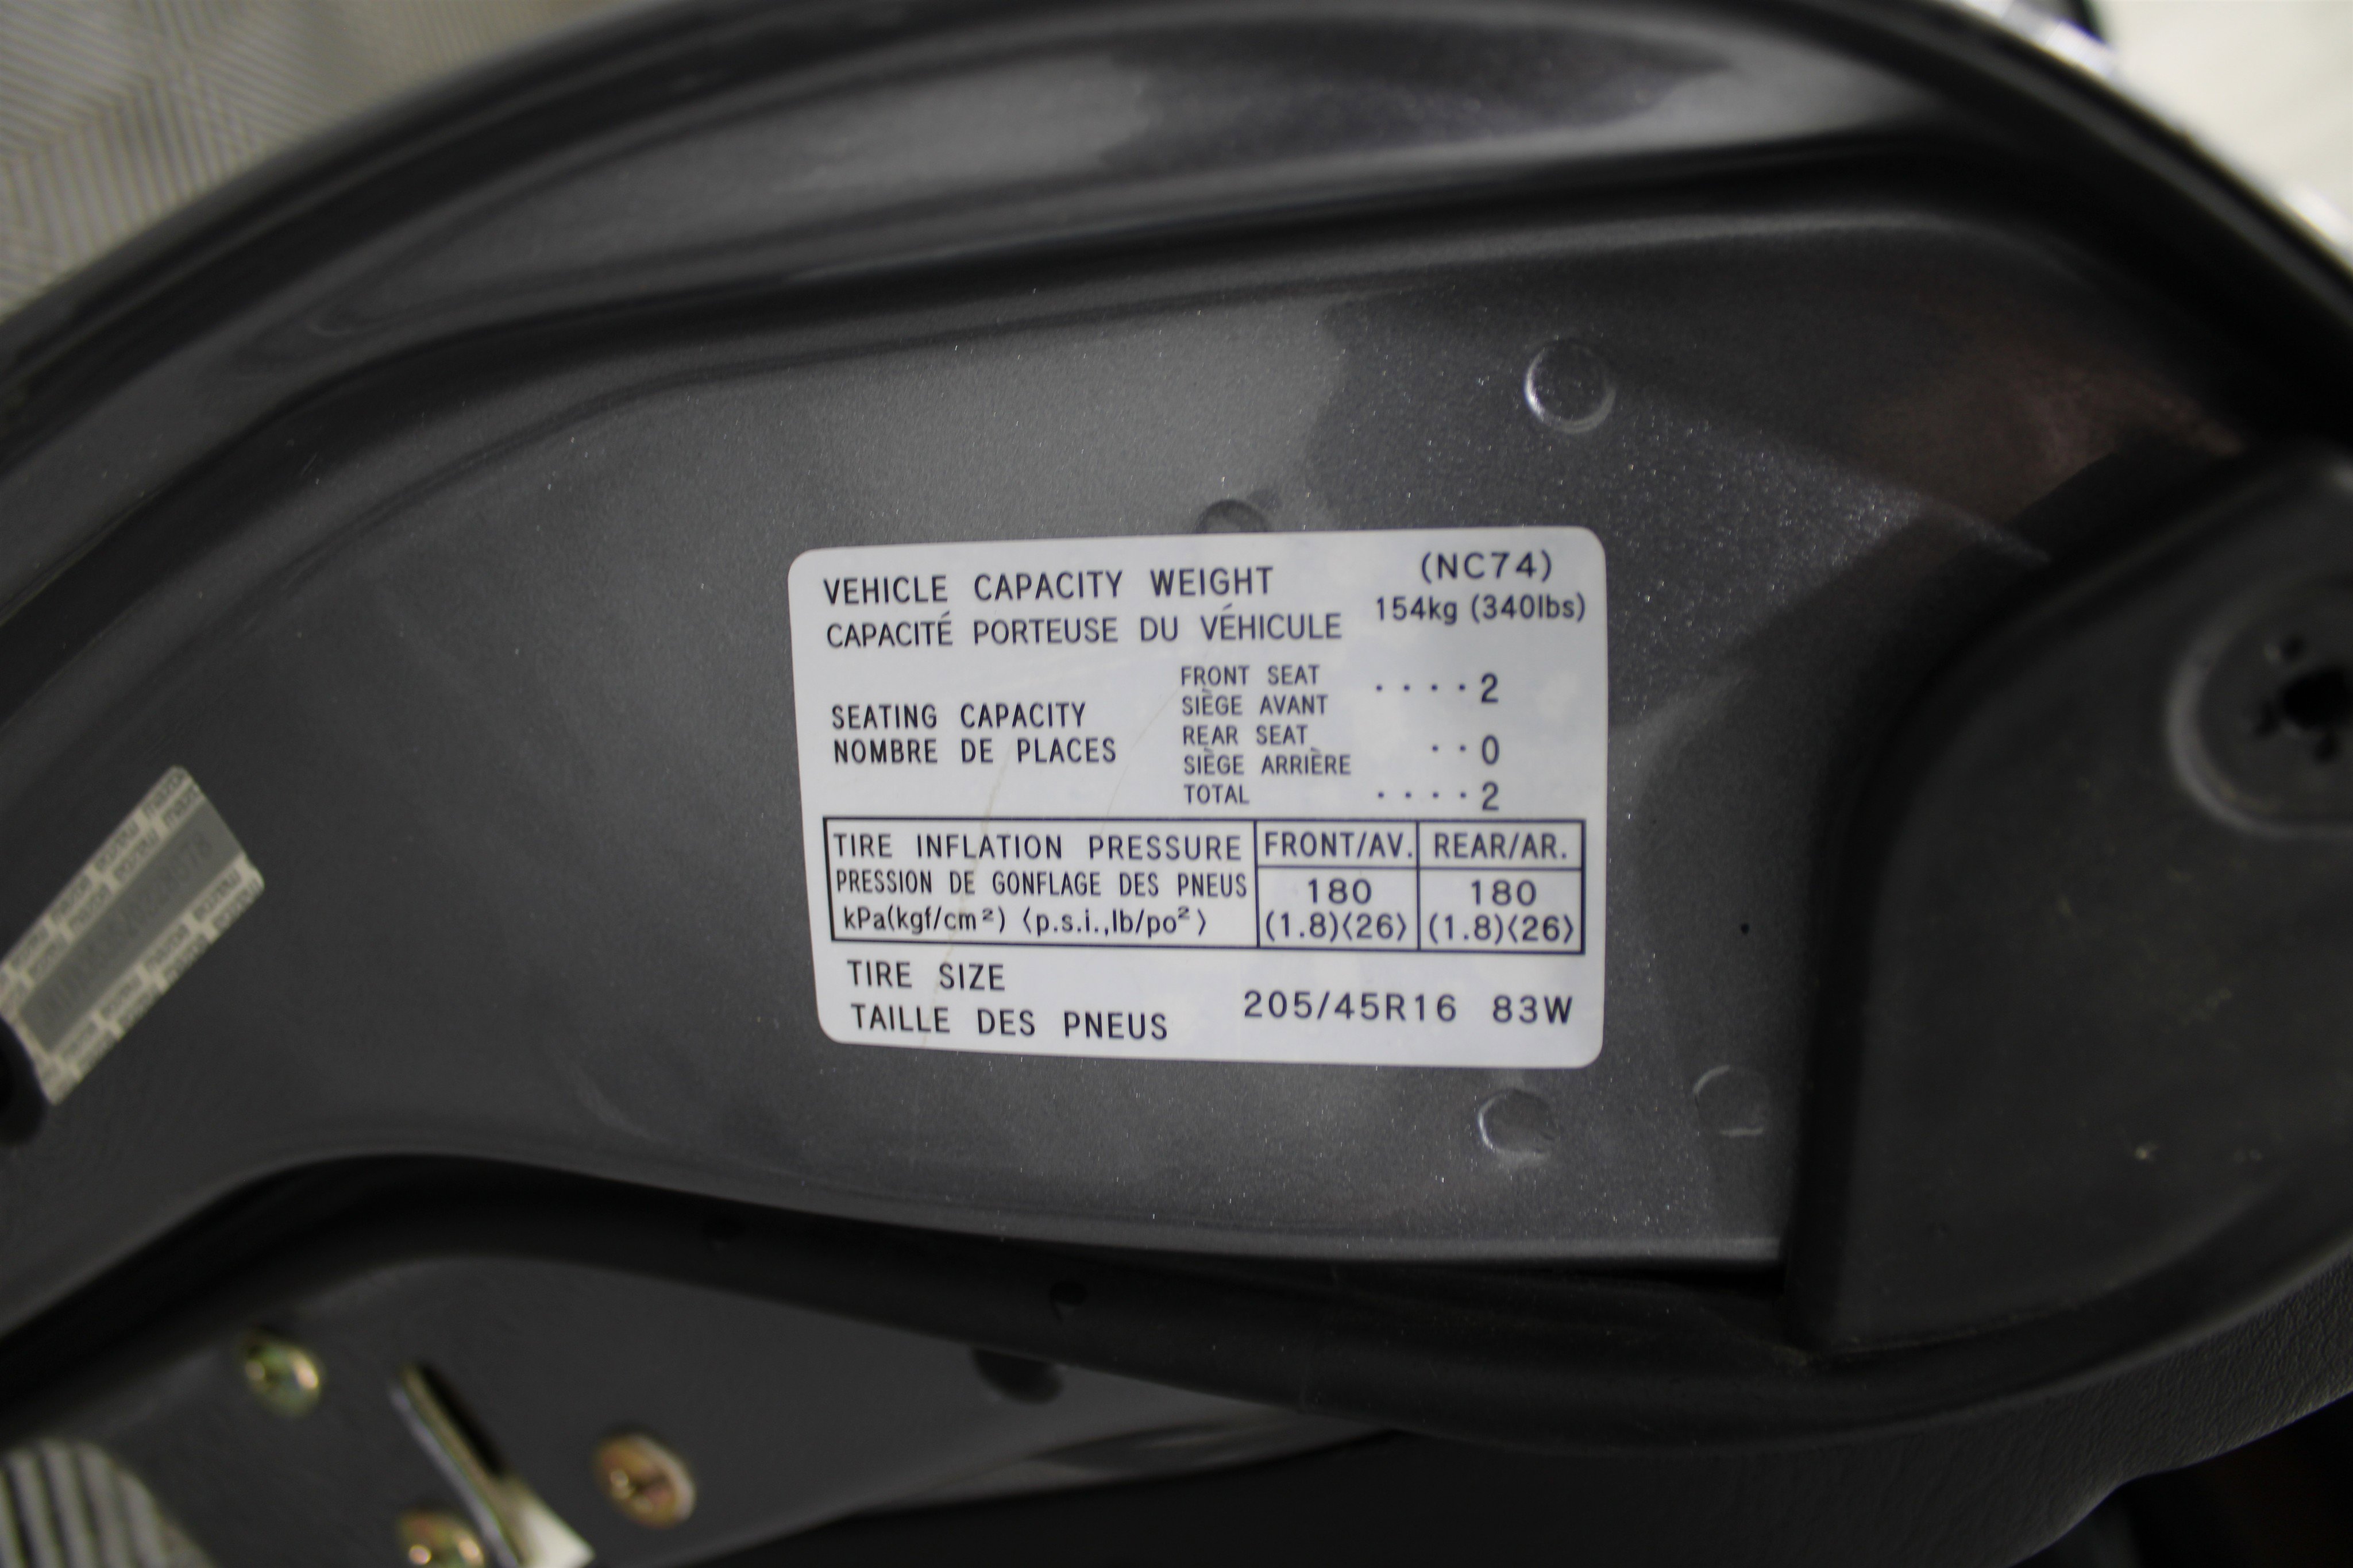 VEHICLE CAPACITY WEIGHT (NC74)
CAPACITÉ PORTEUSE DU VÉHICULE 154kg (340lbs)
SEATING CAPACITY
NOMBRE DE PLACES
FRONT SEAT
SIÈGE AVANT ････2
REAR SEAT
SIÈGE ARRIÈRE ･･0
TOTAL ････2
TIRE INFLATION PRESSURE FRONT/AV. REAR/AR.
PRESSION DE GONFLAGE DES PNEUS 180 180
kPa(kgf/cm²) 〈p.s.i.,lb/po²〉 (1.8)〈26〉 (1.8)〈26〉
TIRE SIZE
TAILLE DES PNEUS 205/45R16 83W